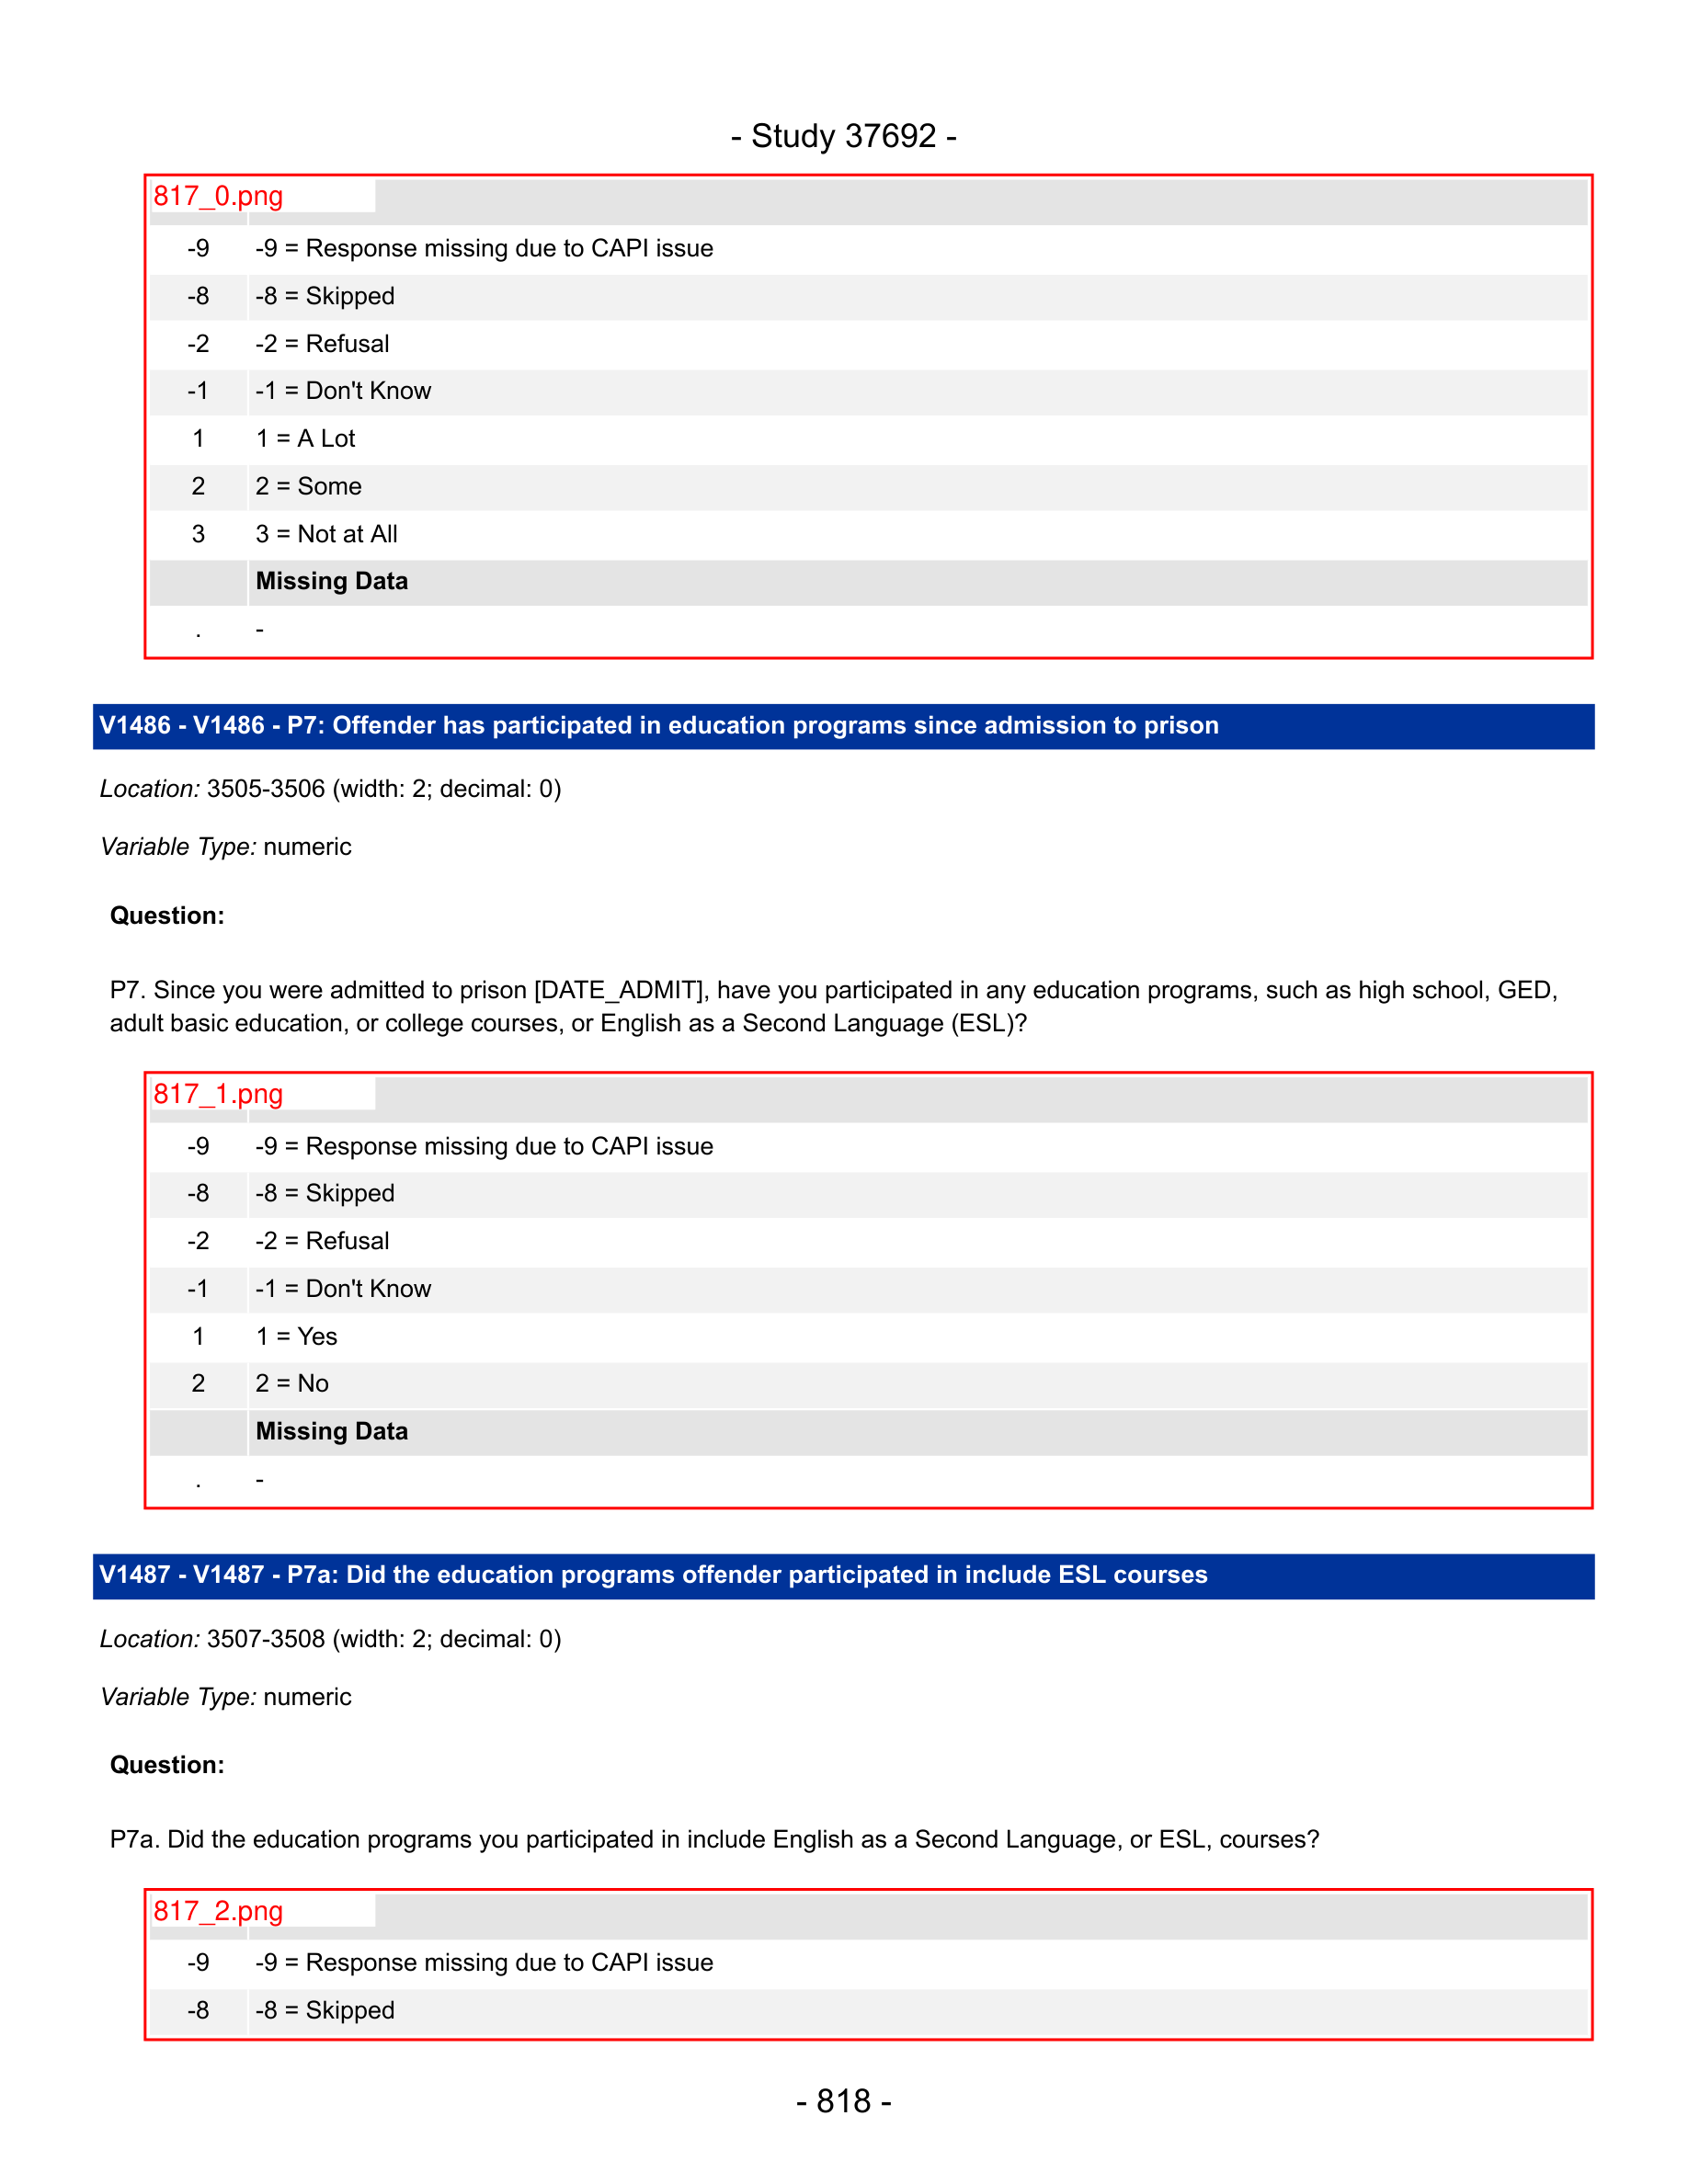 - Study 37692 -
817_0.png
-9 -9 = Response missing due to CAPI issue
-8 -8 = Skipped
-2 -2 = Refusal
-1 -1 = Don't Know
1 1 = A Lot
2 2 = Some
3 3 = Not at All
Missing Data
. -
V1486 - V1486 - P7: Offender has participated in education programs since admission to prison
Location: 3505-3506 (width: 2; decimal: 0)
Variable Type: numeric
Question:
P7. Since you were admitted to prison [DATE_ADMIT], have you participated in any education programs, such as high school, GED,
adult basic education, or college courses, or English as a Second Language (ESL)?
817_1.png
-9 -9 = Response missing due to CAPI issue
-8 -8 = Skipped
-2 -2 = Refusal
-1 -1 = Don't Know
1 1 = Yes
2 2 = No
Missing Data
. -
V1487 - V1487 - P7a: Did the education programs offender participated in include ESL courses
Location: 3507-3508 (width: 2; decimal: 0)
Variable Type: numeric
Question:
P7a. Did the education programs you participated in include English as a Second Language, or ESL, courses?
817_2.png
-9 -9 = Response missing due to CAPI issue
-8 -8 = Skipped
- 818 -